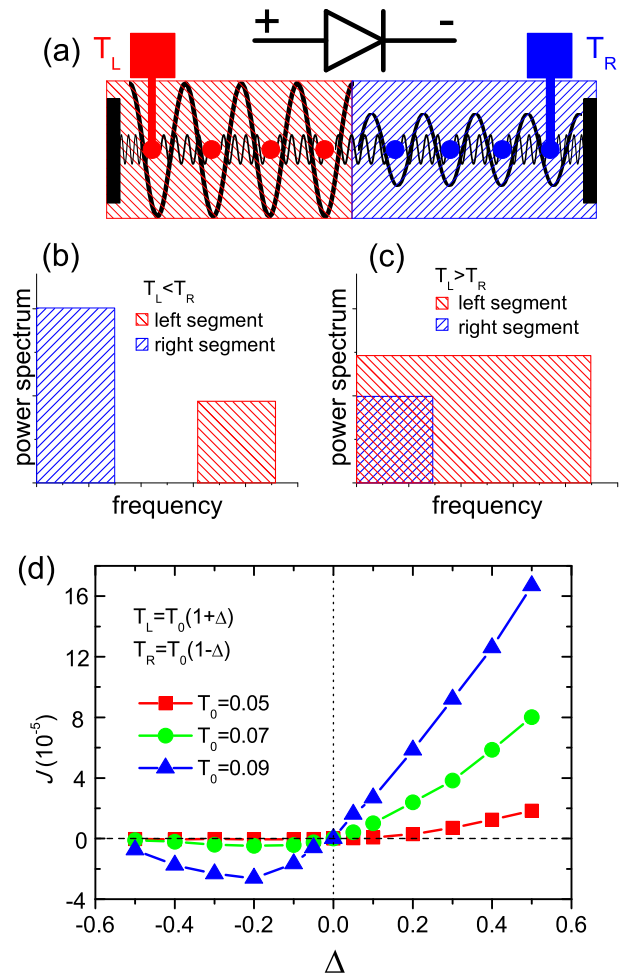 (a)
T_L
+
-
T_R
(b)
T_L<T_R
left segment
right segment
power spectrum
frequency
(c)
T_L>T_R
left segment
right segment
power spectrum
frequency
(d)
T_L=T_0(1+Δ)
T_R=T_0(1-Δ)
T_0=0.05
T_0=0.07
T_0=0.09
J(10^-5)
16
12
8
4
0
-4
-0.6
-0.4
-0.2
0.0
0.2
0.4
0.6
Δ